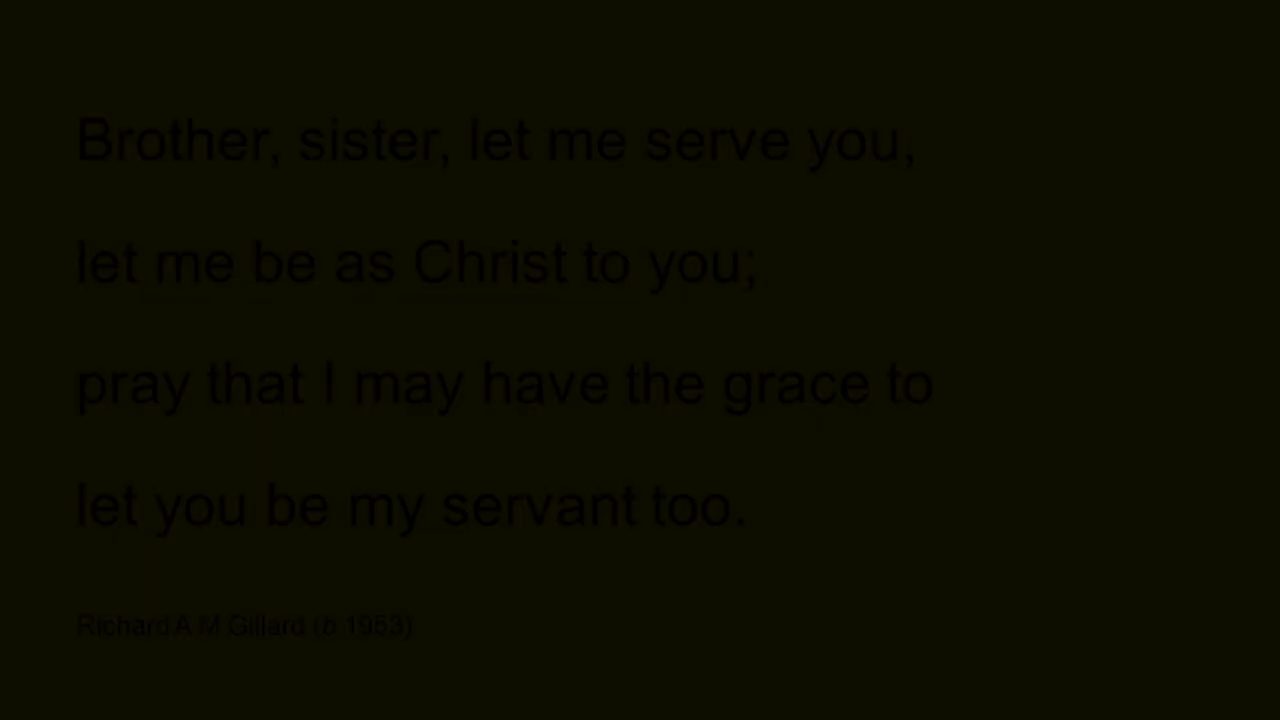 Brother, sister, let me serve you,
let me be as Christ to you;
pray that I may have the grace to
let you be my servant too.
Richard A M Gillard (b 1953)